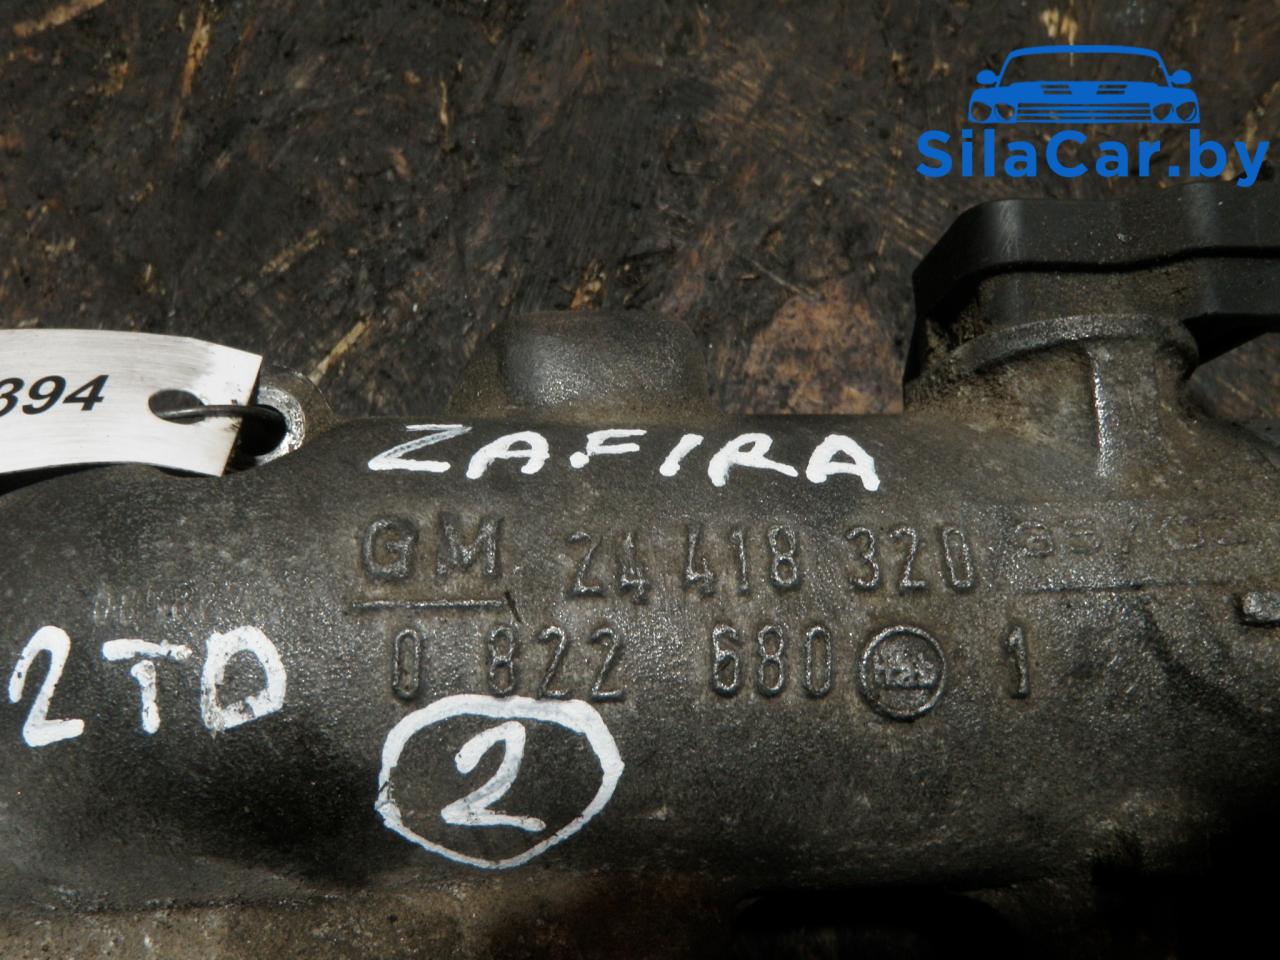 SilaCar.by
394
ZAFIRA
GM 24 418 320
0 822 680 1
2TD
2